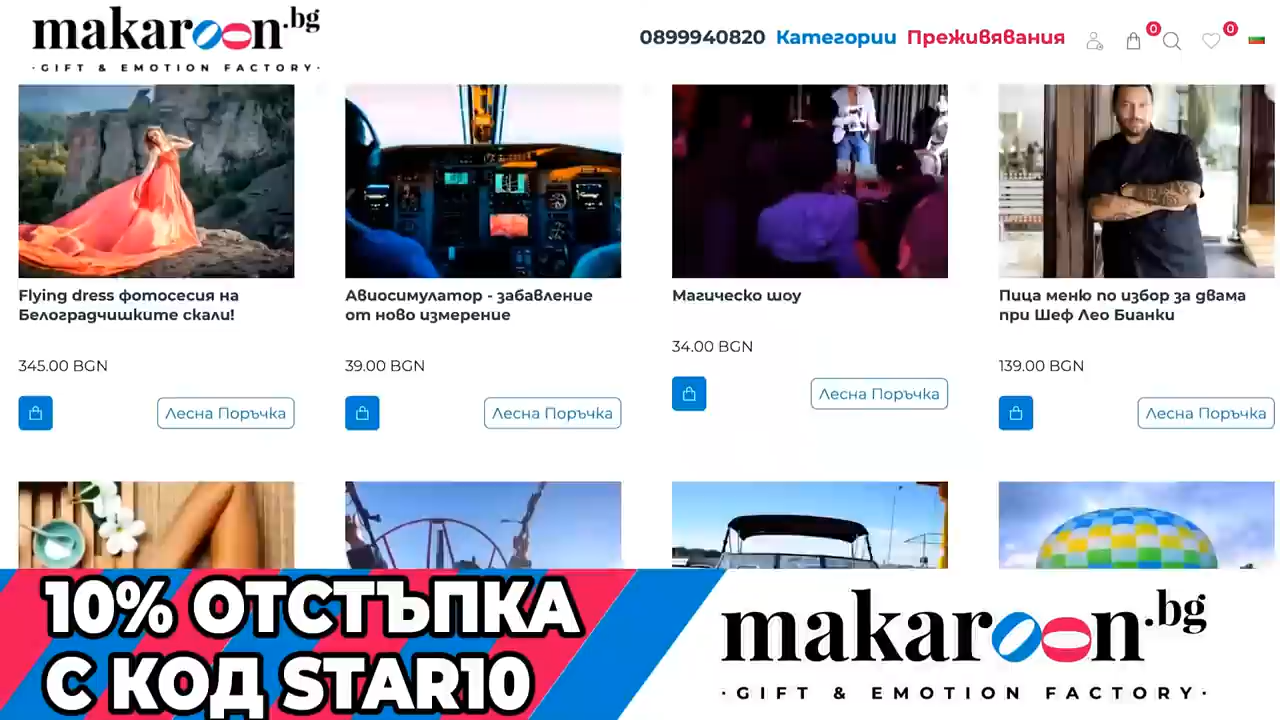 makaroon.bg
·GIFT & EMOTION FACTORY·
0899940820 Категории Преживявания 0 0
Flying dress фотосесия на
Белоградчишките скали!
345.00 BGN
Лесна Поръчка
Авиосимулатор - забавление
от ново измерение
39.00 BGN
Лесна Поръчка
Магическо шоу
34.00 BGN
Лесна Поръчка
Пица меню по избор за двама
при Шеф Лео Бианки
139.00 BGN
Лесна Поръчка
10% ОТСТЪПКА
С КОД STAR10
makaroon.bg
·GIFT & EMOTION FACTORY·